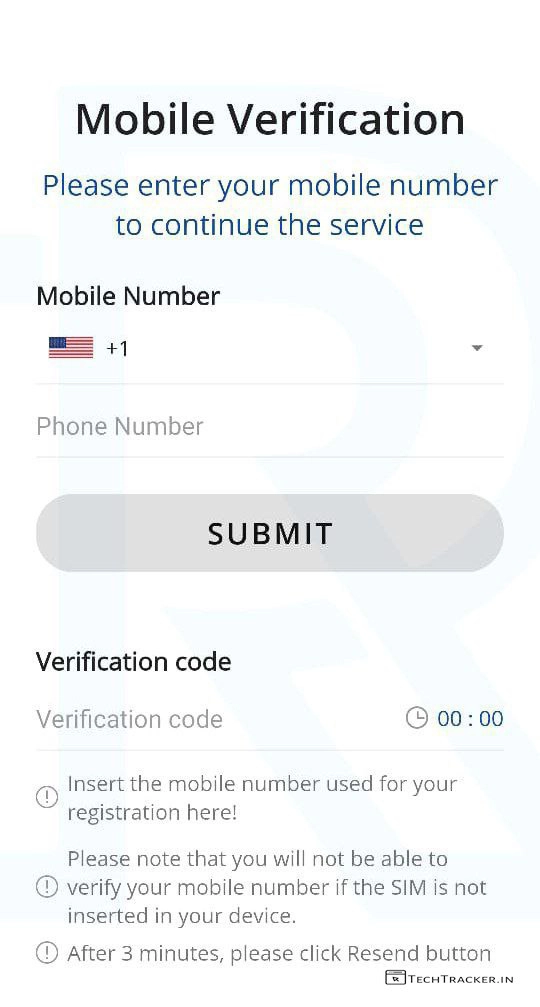 Mobile Verification
Please enter your mobile number
to continue the service
Mobile Number
+1
Phone Number
SUBMIT
Verification code
Verification code 00 : 00
Insert the mobile number used for your
registration here!
Please note that you will not be able to
verify your mobile number if the SIM is not
inserted in your device.
After 3 minutes, please click Resend button
TECHTRACKER.IN